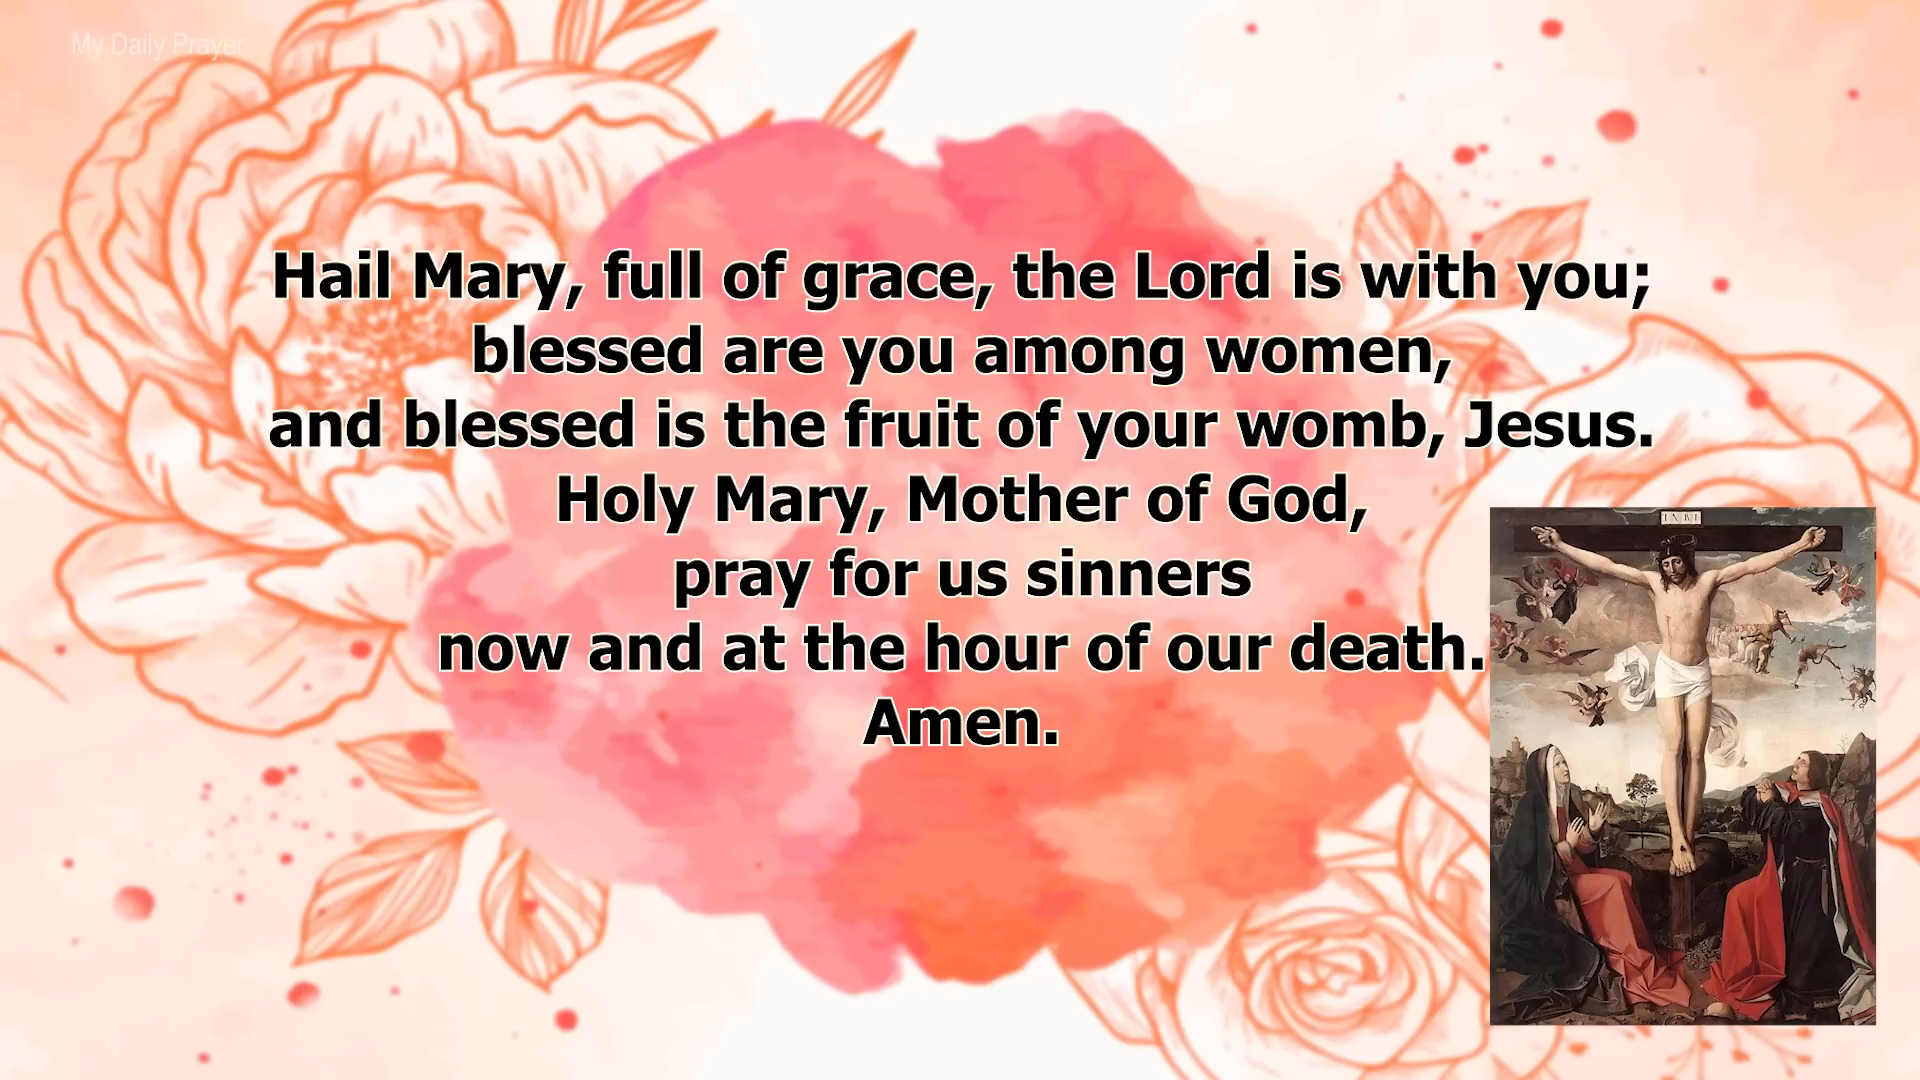 My Daily Prayer
Hail Mary, full of grace, the Lord is with you;
blessed are you among women,
and blessed is the fruit of your womb, Jesus.
Holy Mary, Mother of God,
pray for us sinners
now and at the hour of our death.
Amen.
INRI